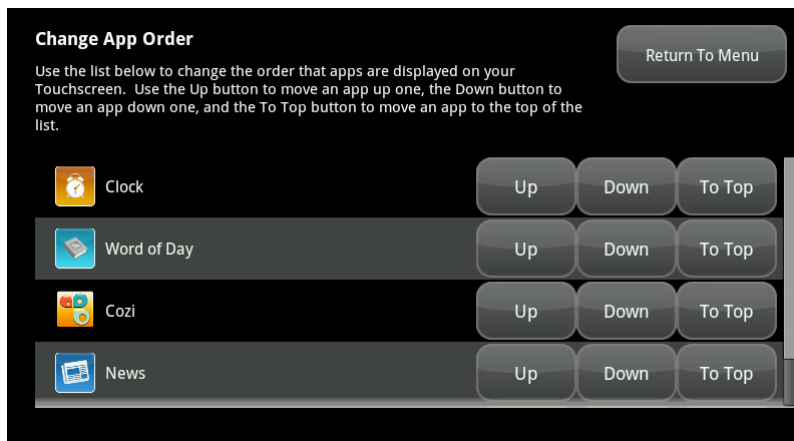 Change App Order
Return To Menu
Use the list below to change the order that apps are displayed on your
Touchscreen.  Use the Up button to move an app up one, the Down button to
move an app down one, and the To Top button to move an app to the top of the
list.
Clock Up Down To Top
Word of Day Up Down To Top
Cozi Up Down To Top
News Up Down To Top